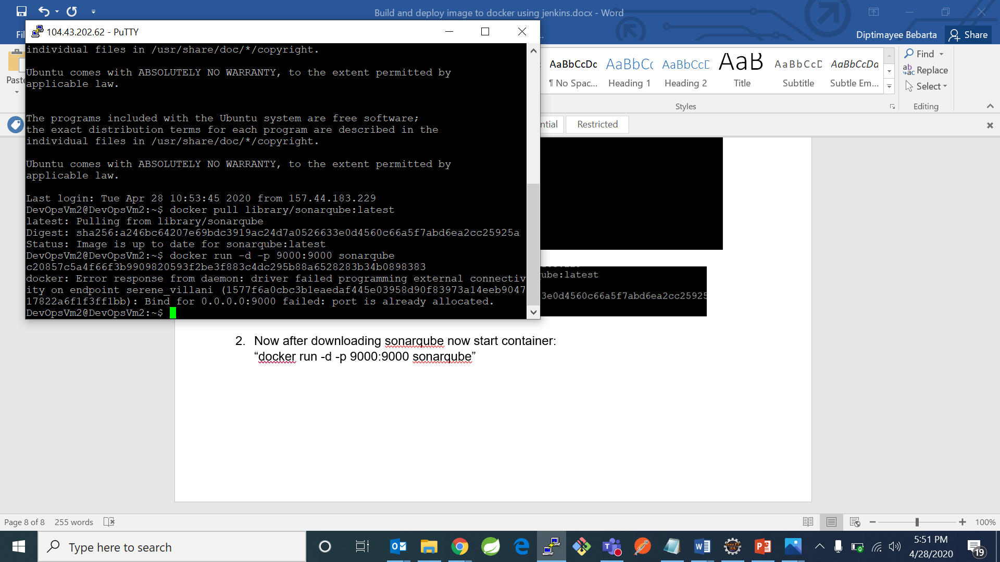 Build and deploy image to docker using jenkins.docx - Word
104.43.202.62 - PuTTY
Diptimayee Bebarta
Share
individual files in /usr/share/doc/*/copyright.
Ubuntu comes with ABSOLUTELY NO WARRANTY, to the extent permitted by
applicable law.
The programs included with the Ubuntu system are free software;
the exact distribution terms for each program are described in the
individual files in /usr/share/doc/*/copyright.
Ubuntu comes with ABSOLUTELY NO WARRANTY, to the extent permitted by
applicable law.
Last login: Tue Apr 28 10:53:45 2020 from 157.44.183.229
DevOpsVm2@DevOpsVm2:~$ docker pull library/sonarqube:latest
latest: Pulling from library/sonarqube
Digest: sha256:a246bc64207e69bdc3919ac24d7a0526633e0d4560c66a5f7abd6ea2cc25925a
Status: Image is up to date for sonarqube:latest
DevOpsVm2@DevOpsVm2:~$ docker run -d -p 9000:9000 sonarqube
c20857c5a4f66f3b9909820593f2be3f883c4dc295b88a6528283b34b0898383
docker: Error response from daemon: driver failed programming external connectiv
ity on endpoint serene_villani (1577f6a0cbc3b1eaedaf445e03958d90f83973a14eeb9047
17822a6f1f3ff1bb): Bind for 0.0.0.0:9000 failed: port is already allocated.
DevOpsVm2@DevOpsVm2:~$
Paste
AaBbCcDc AaBbCc AaBbCcD AaB AaBbCcD AaBbCcDa
¶ No Spac... Heading 1 Heading 2 Title Subtitle Subtle Em...
Styles
Find
Replace
Select
Editing
ntial
Restricted
ube:latest
3e0d4560c66a5f7abd6ea2cc25925
2. Now after downloading sonarqube now start container:
“docker run -d -p 9000:9000 sonarqube”
Page 8 of 8 255 words
100%
Type here to search
5:51 PM
4/28/2020
19